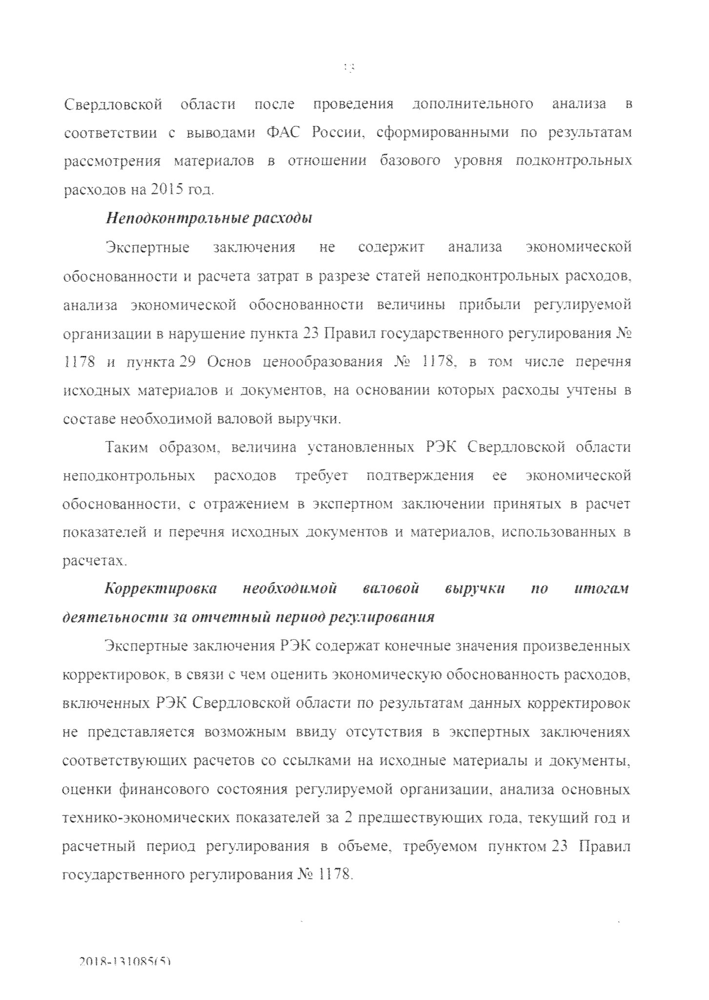 13
Свердловской области после проведения дополнительного анализа в
соответствии с выводами ФАС России, сформированными по результатам
рассмотрения материалов в отношении базового уровня подконтрольных
расходов на 2015 год.
Неподконтрольные расходы
Экспертные заключения не содержит анализа экономической
обоснованности и расчета затрат в разрезе статей неподконтрольных расходов,
анализа экономической обоснованности величины прибыли регулируемой
организации в нарушение пункта 23 Правил государственного регулирования №
1178 и пункта 29 Основ ценообразования № 1178, в том числе перечня
исходных материалов и документов, на основании которых расходы учтены в
составе необходимой валовой выручки.
Таким образом, величина установленных РЭК Свердловской области
неподконтрольных расходов требует подтверждения ее экономической
обоснованности, с отражением в экспертном заключении принятых в расчет
показателей и перечня исходных документов и материалов, использованных в
расчетах.
Корректировка необходимой валовой выручки по итогам
деятельности за отчетный период регулирования
Экспертные заключения РЭК содержат конечные значения произведенных
корректировок, в связи с чем оценить экономическую обоснованность расходов,
включенных РЭК Свердловской области по результатам данных корректировок
не представляется возможным ввиду отсутствия в экспертных заключениях
соответствующих расчетов со ссылками на исходные материалы и документы,
оценки финансового состояния регулируемой организации, анализа основных
технико-экономических показателей за 2 предшествующих года, текущий год и
расчетный период регулирования в объеме, требуемом пунктом 23 Правил
государственного регулирования № 1178.
2018-131085(5)